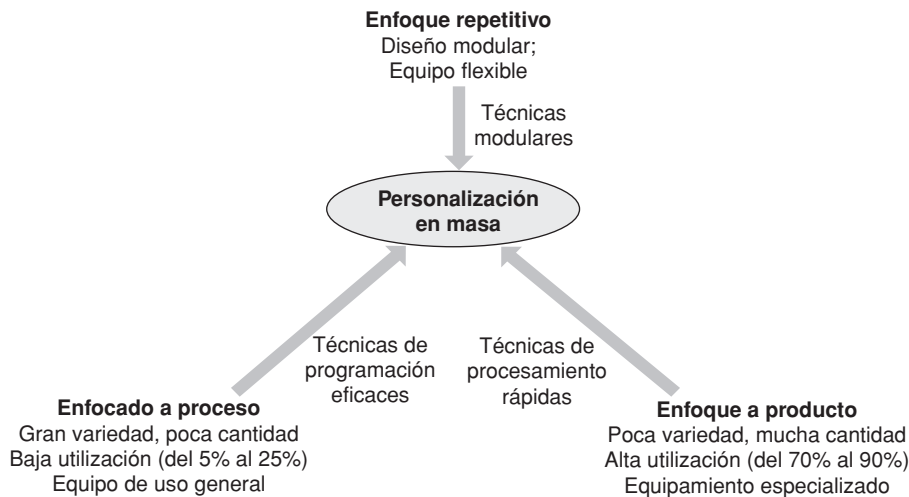 Enfoque repetitivo
Diseño modular;
Equipo flexible
Técnicas
modulares
Personalización
en masa
Técnicas de
programación
eficaces
Técnicas de
procesamiento
rápidas
Enfocado a proceso
Gran variedad, poca cantidad
Baja utilización (del 5% al 25%)
Equipo de uso general
Enfoque a producto
Poca variedad, mucha cantidad
Alta utilización (del 70% al 90%)
Equipamiento especializado